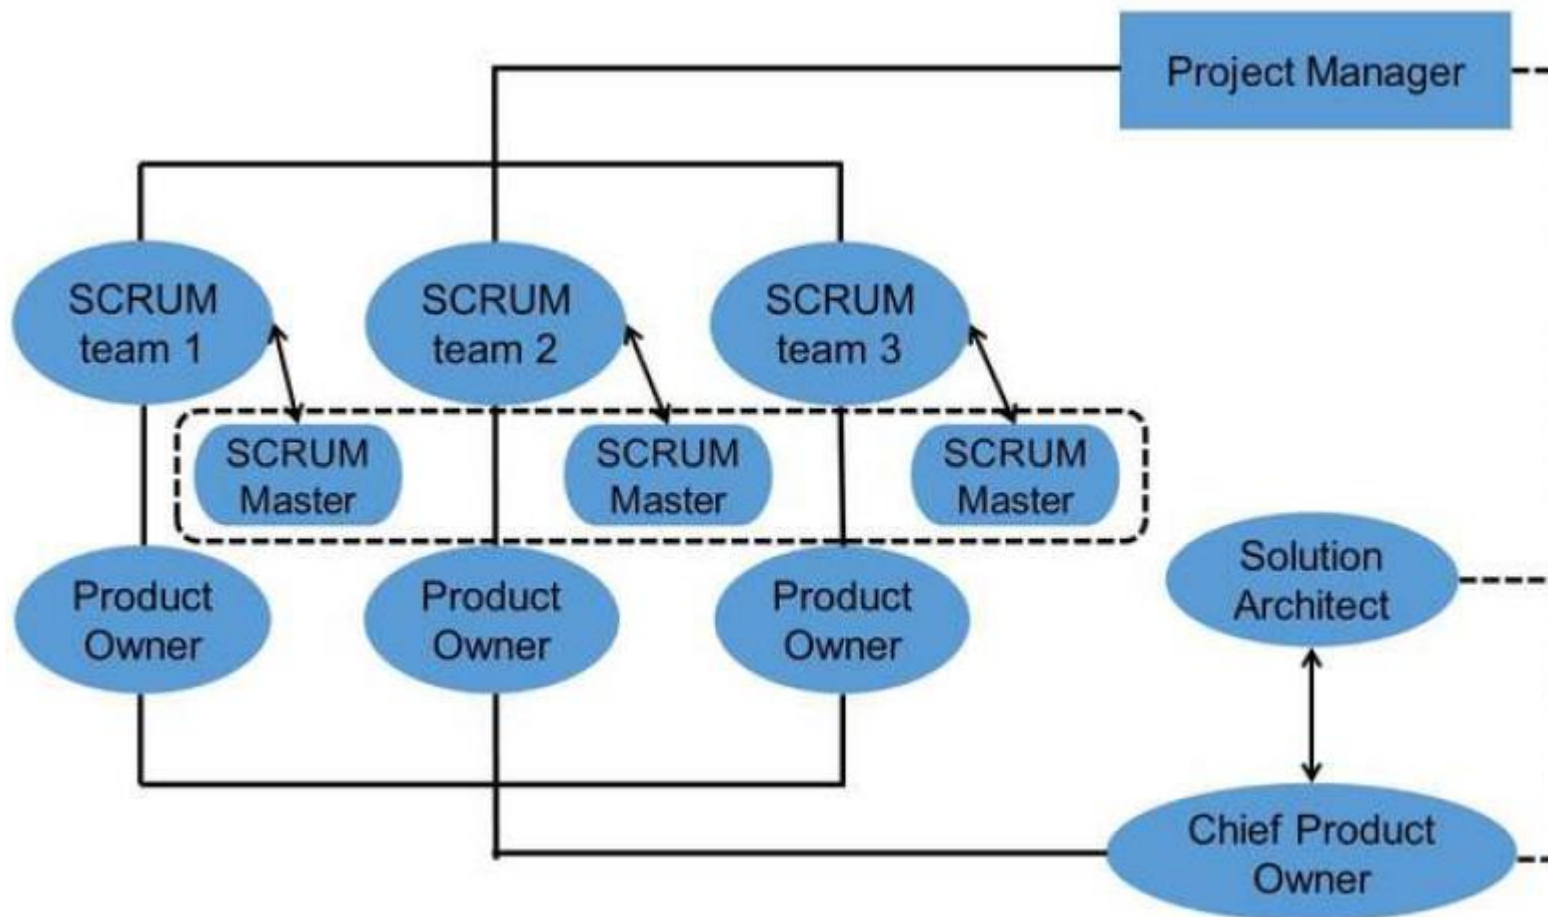 Project Manager
SCRUM
team 1
SCRUM
team 2
SCRUM
team 3
SCRUM
Master
SCRUM
Master
SCRUM
Master
Product
Owner
Product
Owner
Product
Owner
Solution
Architect
Chief Product
Owner